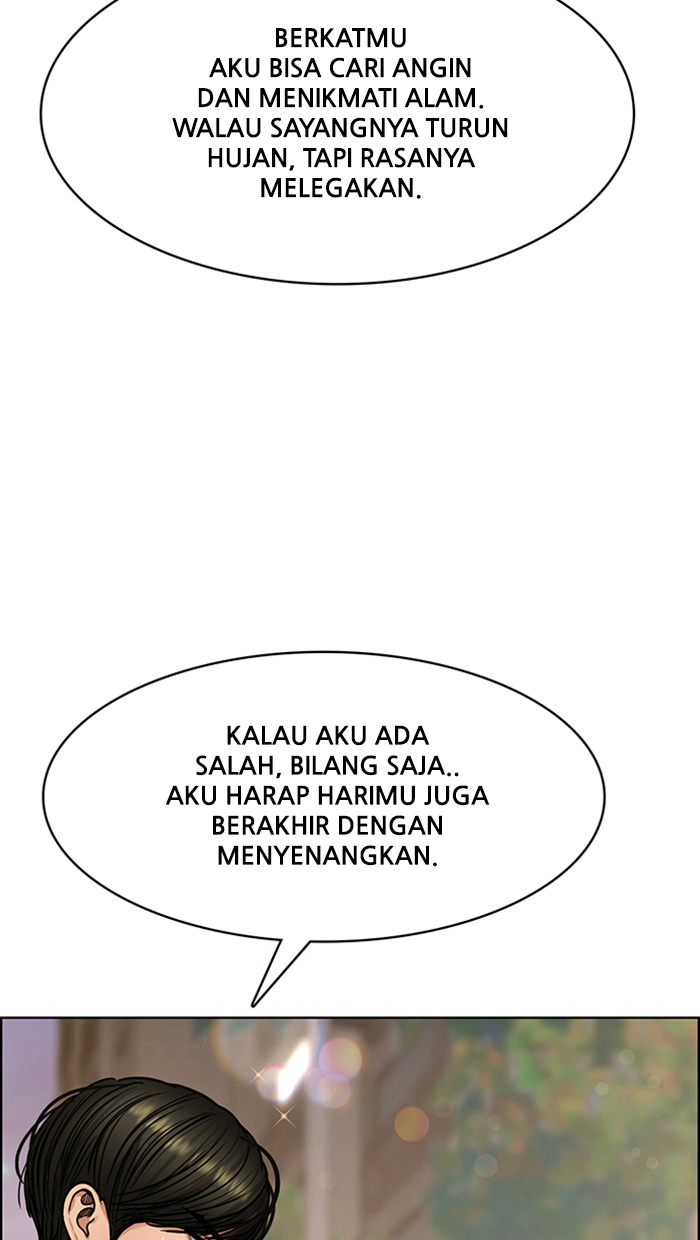 BERKATMU
AKU BISA CARI ANGIN
DAN MENIKMATI ALAM.
WALAU SAYANGNYA TURUN
HUJAN, TAPI RASANYA
MELEGAKAN.
KALAU AKU ADA
SALAH, BILANG SAJA..
AKU HARAP HARIMU JUGA
BERAKHIR DENGAN
MENYENANGKAN.